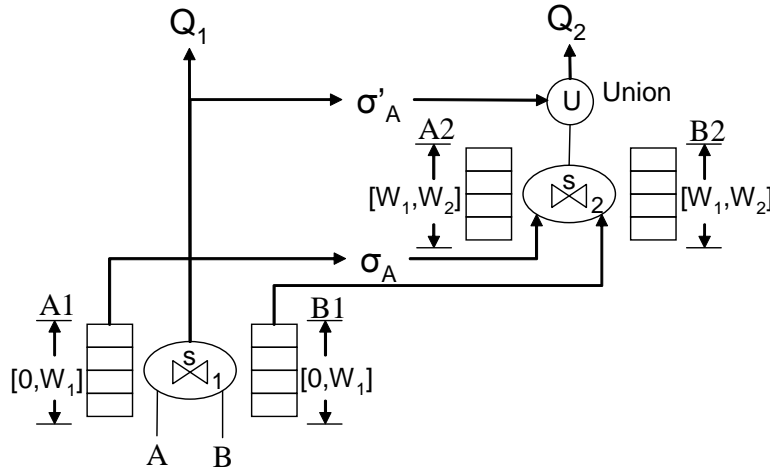 Q₁ Q₂
σ'A U Union
A2 B2
S
[W₁,W₂] 2 [W₁,W₂]
σA
A1 B1
S
[0,W₁] 1 [0,W₁]
A B